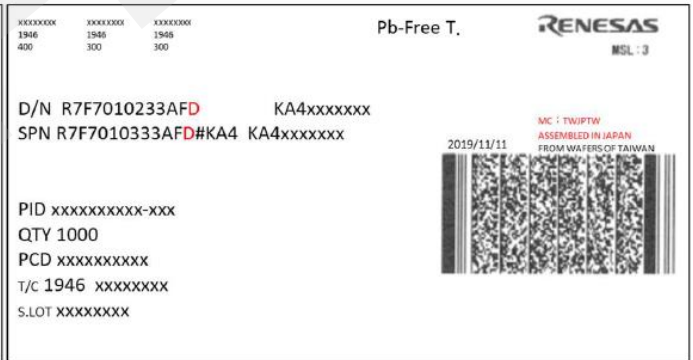 xxxxxxxx xxxxxxxx xxxxxxxx
1946 1946 1946
400 300 300
Pb-Free T.
RENESAS
MSL : 3
D/N R7F7010233AFD KA4xxxxxxx
SPN R7F7010333AFD#KA4 KA4xxxxxxx
MC : TWJPTW
ASSEMBLED IN JAPAN
2019/11/11 FROM WAFERS OF TAIWAN
PID xxxxxxxxxx-xxx
QTY 1000
PCD xxxxxxxxxx
T/C 1946 xxxxxxxx
S.LOT xxxxxxxx